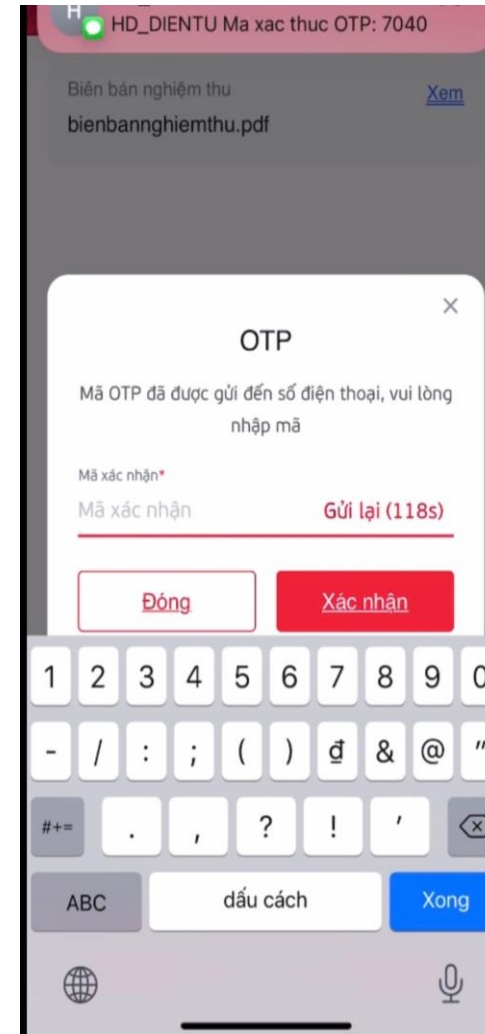 H
HD_DIENTU Ma xac thuc OTP: 7040
Biên bản nghiệm thu
Xem
bienbannghiemthu.pdf
OTP
Mã OTP đã được gửi đến số điện thoại, vui lòng
nhập mã
Mã xác nhận*
Mã xác nhận
Gửi lại (118s)
Đóng
Xác nhận
1 2 3 4 5 6 7 8 9 0
- / : ; ( ) đ & @ "
#+= . , ? ! '
ABC dấu cách Xong